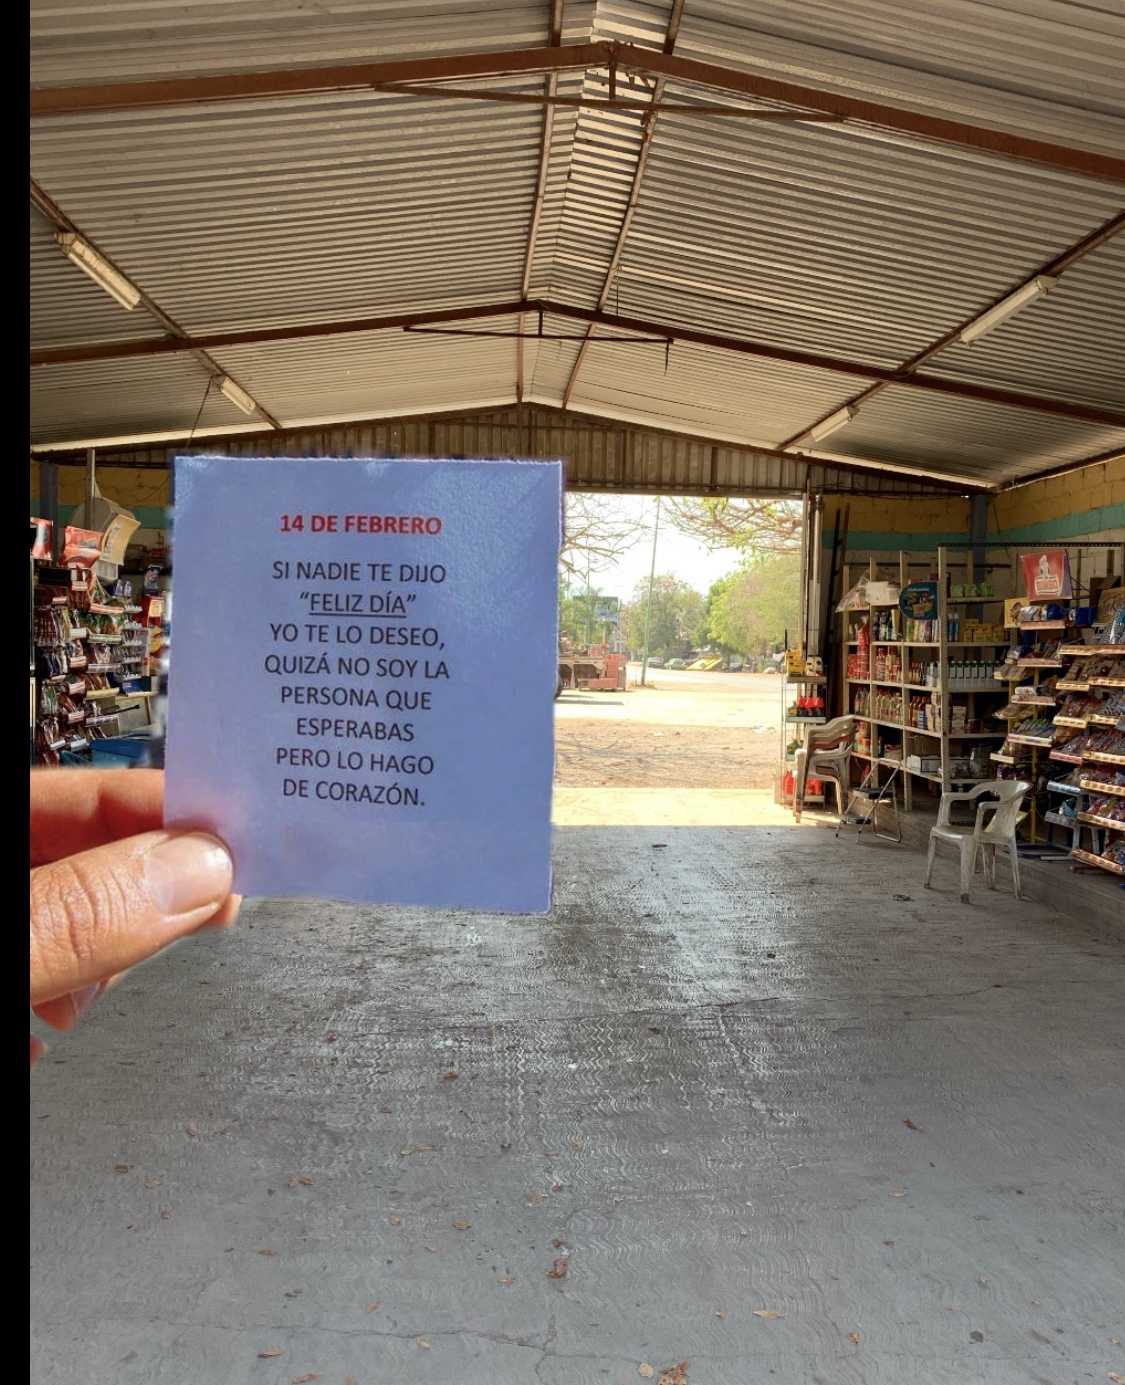 14 DE FEBRERO
SI NADIE TE DIJO
“FELIZ DÍA”
YO TE LO DESEO,
QUIZÁ NO SOY LA
PERSONA QUE
ESPERABAS
PERO LO HAGO
DE CORAZÓN.